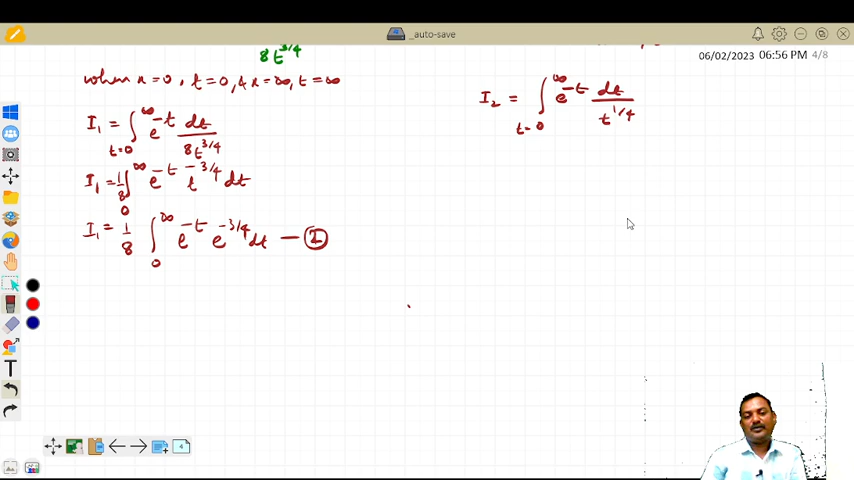 _auto-save
06/02/2023 06:56 PM 4/8
8t^{3/4}
when x=0, t=0, & x=∞, t=∞
I₁ = ∫_{t=0}^{∞} e^{-t} dt/8t^{3/4}
I₁ = 1/8 ∫_0^∞ e^{-t} t^{-3/4} dt
I₁ = 1/8 ∫_0^∞ e^{-t} e^{-3/4} dt — ①
I₂ = ∫_{t=0}^{∞} e^{-t} dt/t^{1/4}
T
4